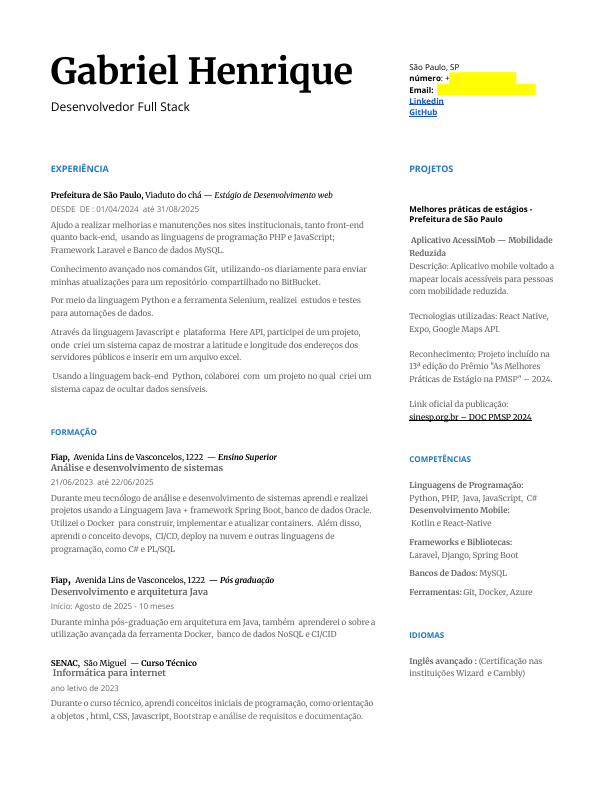 Gabriel Henrique
Desenvolvedor Full Stack
São Paulo, SP
número: +
Email:
Linkedin
GitHub
EXPERIÊNCIA
Prefeitura de São Paulo, Viaduto do chá — Estágio de Desenvolvimento web
DESDE DE : 01/04/2024 até 31/08/2025
Ajudo a realizar melhorias e manutenções nos sites institucionais, tanto front-end
quanto back-end, usando as linguagens de programação PHP e JavaScript;
Framework Laravel e Banco de dados MySQL.
Conhecimento avançado nos comandos Git, utilizando-os diariamente para enviar
minhas atualizações para um repositório compartilhado no BitBucket.
Por meio da linguagem Python e a ferramenta Selenium, realizei estudos e testes
para automações de dados.
Através da linguagem Javascript e plataforma Here API, participei de um projeto,
onde criei um sistema capaz de mostrar a latitude e longitude dos endereços dos
servidores públicos e inserir em um arquivo excel.
Usando a linguagem back-end Python, colaborei com um projeto no qual criei um
sistema capaz de ocultar dados sensíveis.
FORMAÇÃO
Fiap, Avenida Lins de Vasconcelos, 1222 — Ensino Superior
Análise e desenvolvimento de sistemas
21/06/2023 até 22/06/2025
Durante meu tecnólogo de análise e desenvolvimento de sistemas aprendi e realizei
projetos usando a Linguagem Java + framework Spring Boot, banco de dados Oracle.
Utilizei o Docker para construir, implementar e atualizar containers. Além disso,
aprendi o conceito devops, CI/CD, deploy na nuvem e outras linguagens de
programação, como C# e PL/SQL
Fiap, Avenida Lins de Vasconcelos, 1222 — Pós graduação
Desenvolvimento e arquitetura Java
Início: Agosto de 2025 - 10 meses
Durante minha pós-graduação em arquitetura em Java, também aprenderei o sobre a
utilização avançada da ferramenta Docker, banco de dados NoSQL e CI/CID
SENAC, São Miguel — Curso Técnico
Informática para internet
ano letivo de 2023
Durante o curso técnico, aprendi conceitos iniciais de programação, como orientação
a objetos , html, CSS, Javascript, Bootstrap e análise de requisitos e documentação.
PROJETOS
Melhores práticas de estágios -
Prefeitura de São Paulo
Aplicativo AcessiMob — Mobilidade
Reduzida
Descrição: Aplicativo mobile voltado a
mapear locais acessíveis para pessoas
com mobilidade reduzida.
Tecnologias utilizadas: React Native,
Expo, Google Maps API.
Reconhecimento: Projeto incluído na
13ª edição do Prêmio "As Melhores
Práticas de Estágio na PMSP" – 2024.
Link oficial da publicação:
sinesp.org.br – DOC PMSP 2024
COMPETÊNCIAS
Linguagens de Programação:
Python, PHP, Java, JavaScript, C#
Desenvolvimento Mobile:
Kotlin e React-Native
Frameworks e Bibliotecas:
Laravel, Django, Spring Boot
Bancos de Dados: MySQL
Ferramentas: Git, Docker, Azure
IDIOMAS
Inglês avançado : (Certificação nas
instituições Wizard e Cambly)